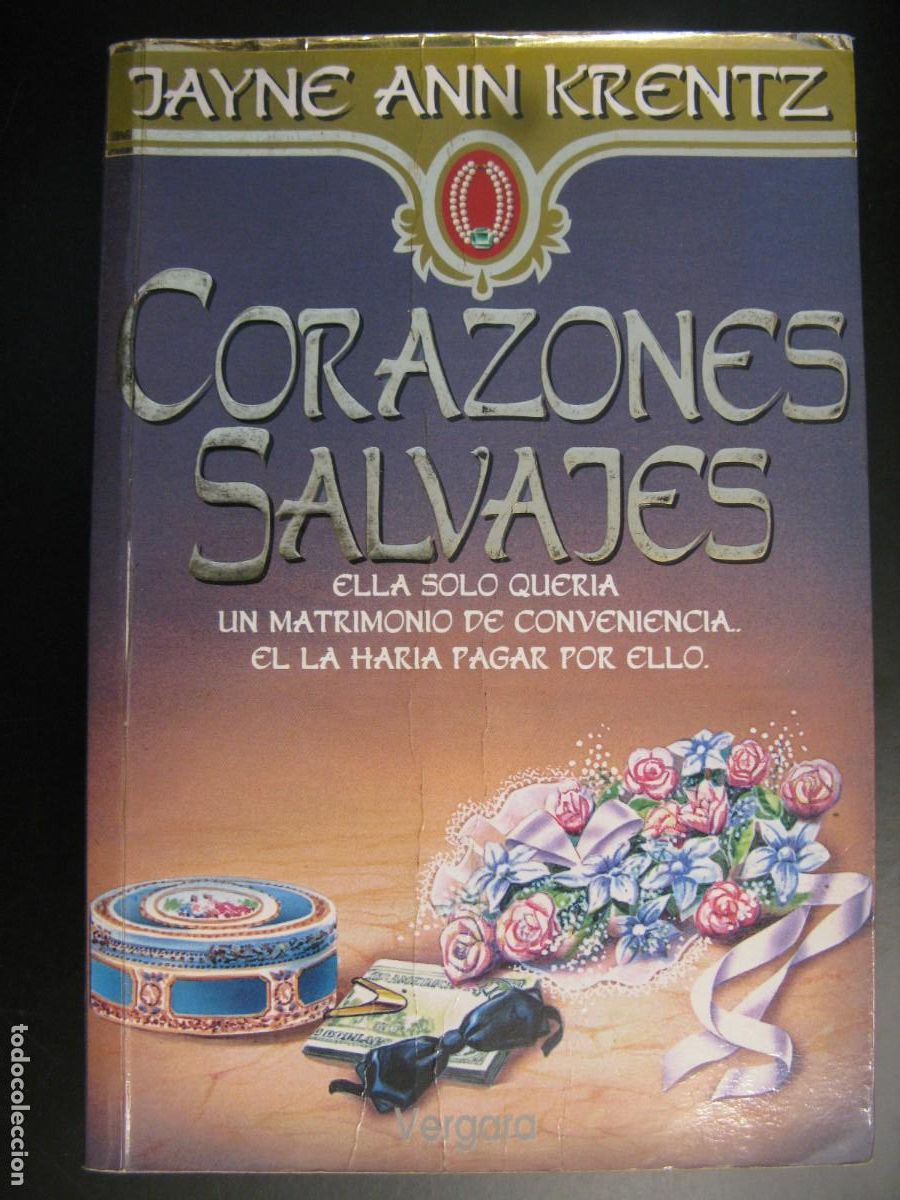 JAYNE ANN KRENTZ
CORAZONES
SALVAJES
ELLA SOLO QUERIA
UN MATRIMONIO DE CONVENIENCIA.
EL LA HARIA PAGAR POR ELLO.
Vergara
todocoleccion